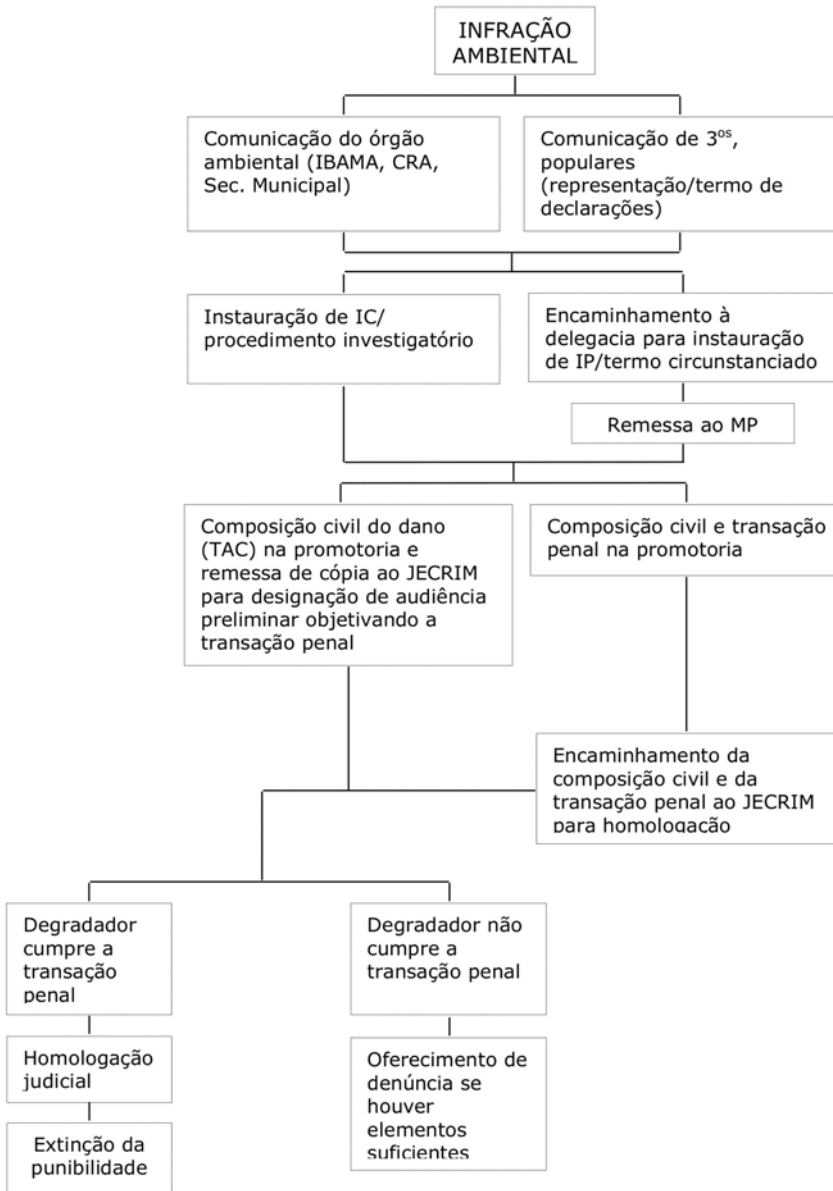 INFRAÇÃO
AMBIENTAL
Comunicação do órgão
ambiental (IBAMA, CRA,
Sec. Municipal)
Comunicação de 3os,
populares
(representação/termo de
declarações)
Instauração de IC/
procedimento investigatório
Encaminhamento à
delegacia para instauração
de IP/termo circunstanciado
Remessa ao MP
Composição civil do dano
(TAC) na promotoria e
remessa de cópia ao JECRIM
para designação de audiência
preliminar objetivando a
transação penal
Composição civil e transação
penal na promotoria
Encaminhamento da
composição civil e da
transação penal ao JECRIM
para homologação
Degradador
cumpre a
transação
penal
Degradador não
cumpre a
transação penal
Homologação
judicial
Oferecimento de
denúncia se
houver
elementos
suficientes
Extinção da
punibilidade